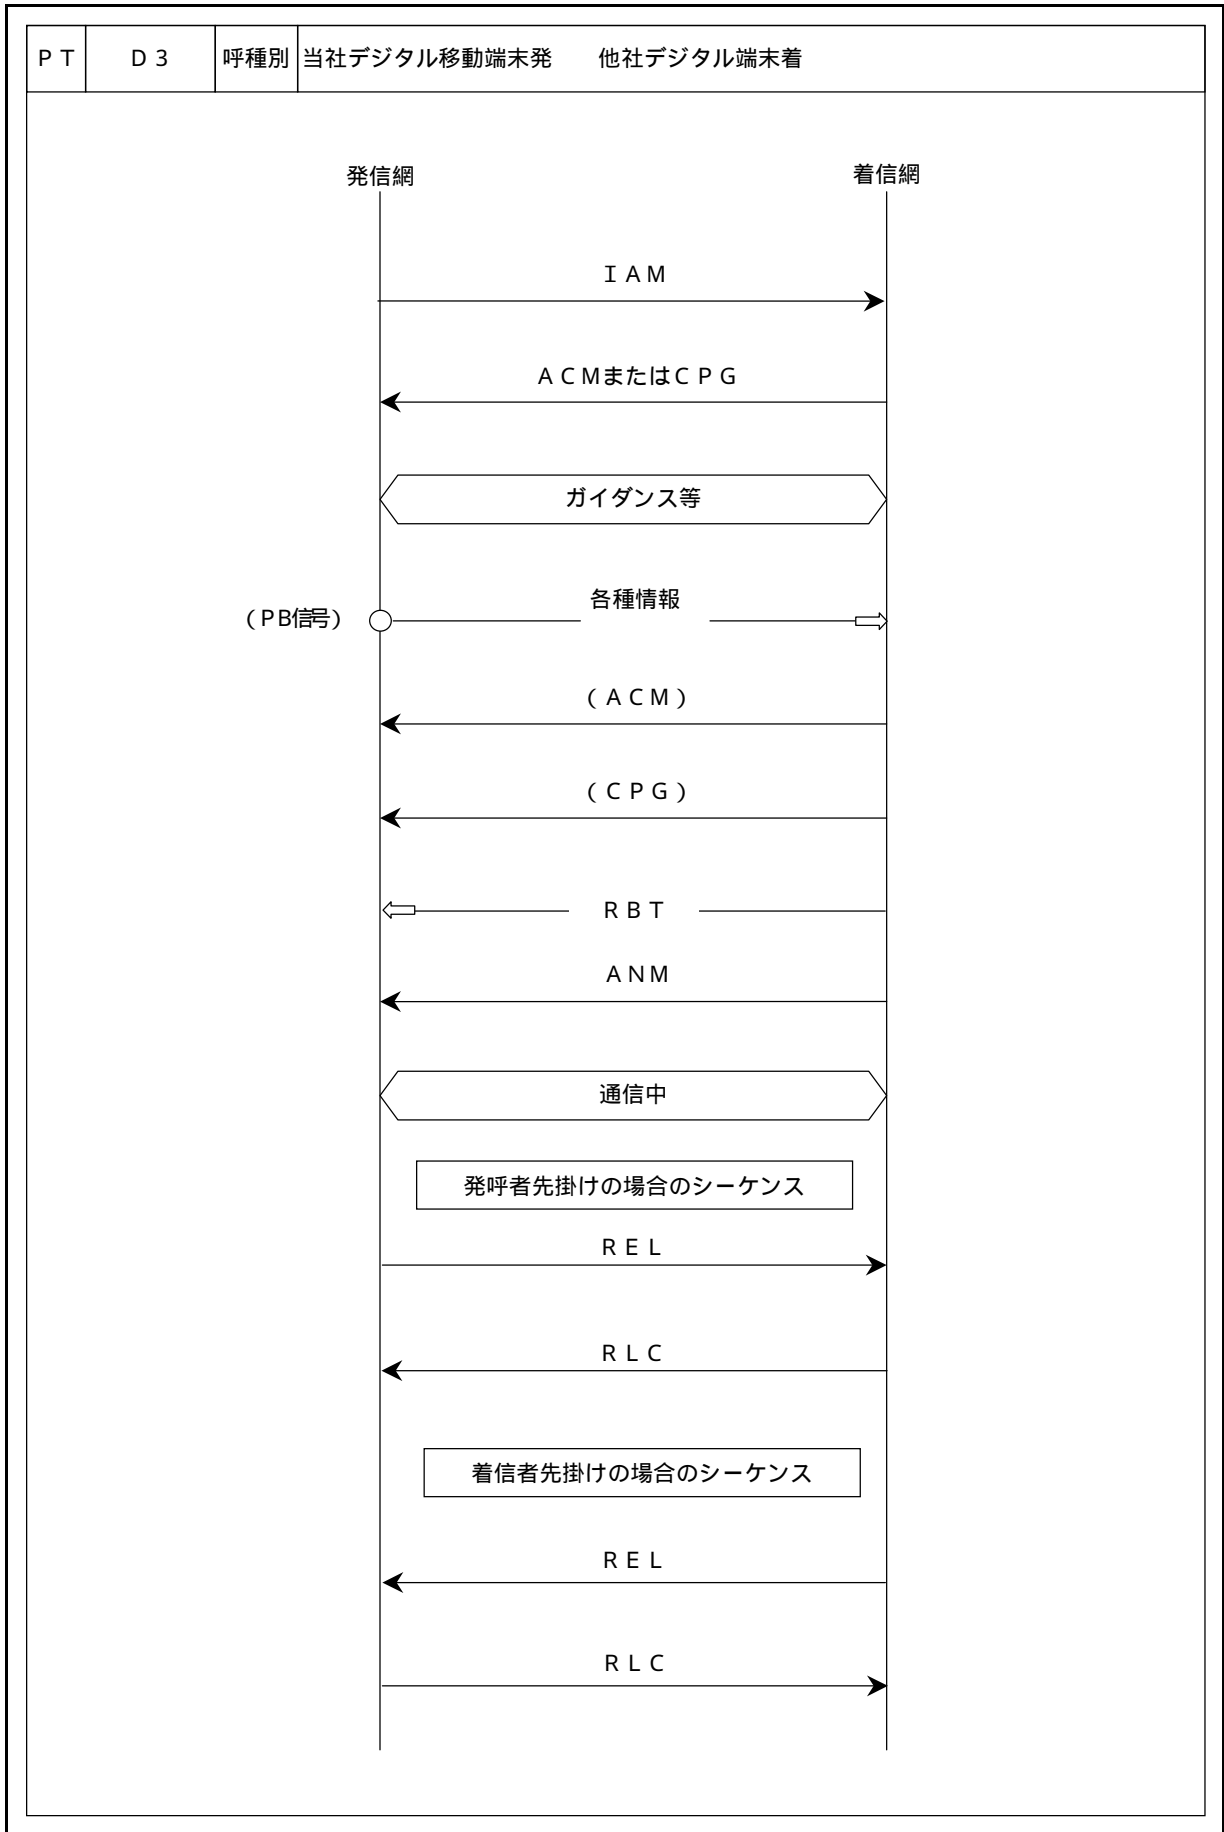 ＰＴ Ｄ３ 呼種別 当社デジタル移動端末発　　他社デジタル端末着
発信網 着信網
ＩＡＭ
ＡＣＭまたはＣＰＧ
ガイダンス等
各種情報
（ＰＢ信号）
（ＡＣＭ）
（ＣＰＧ）
ＲＢＴ
ＡＮＭ
通信中
発呼者先掛けの場合のシーケンス
ＲＥＬ
ＲＬＣ
着信者先掛けの場合のシーケンス
ＲＥＬ
ＲＬＣ